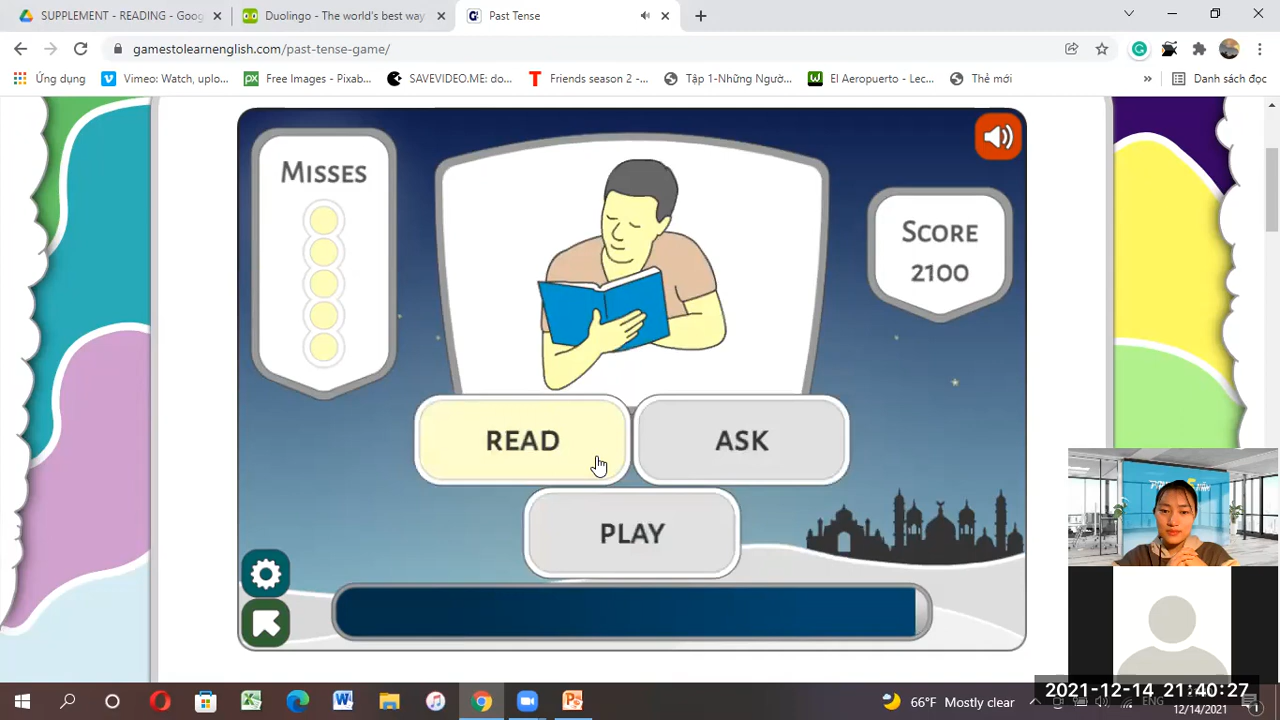 SUPPLEMENT - READING - Goog
Duolingo - The world's best way
Past Tense
gamestolearnenglish.com/past-tense-game/
Ứng dụng
Vimeo: Watch, uplo...
Free Images - Pixab...
SAVEVIDEO.ME: do...
Friends season 2 -...
Tập 1-Những Ngườ...
El Aeropuerto - Lec...
Thẻ mới
»
Danh sách đọc
MISSES
SCORE
2100
READ
ASK
PLAY
2021-12-14 21:40:27
66°F Mostly clear
ENG
12/14/2021